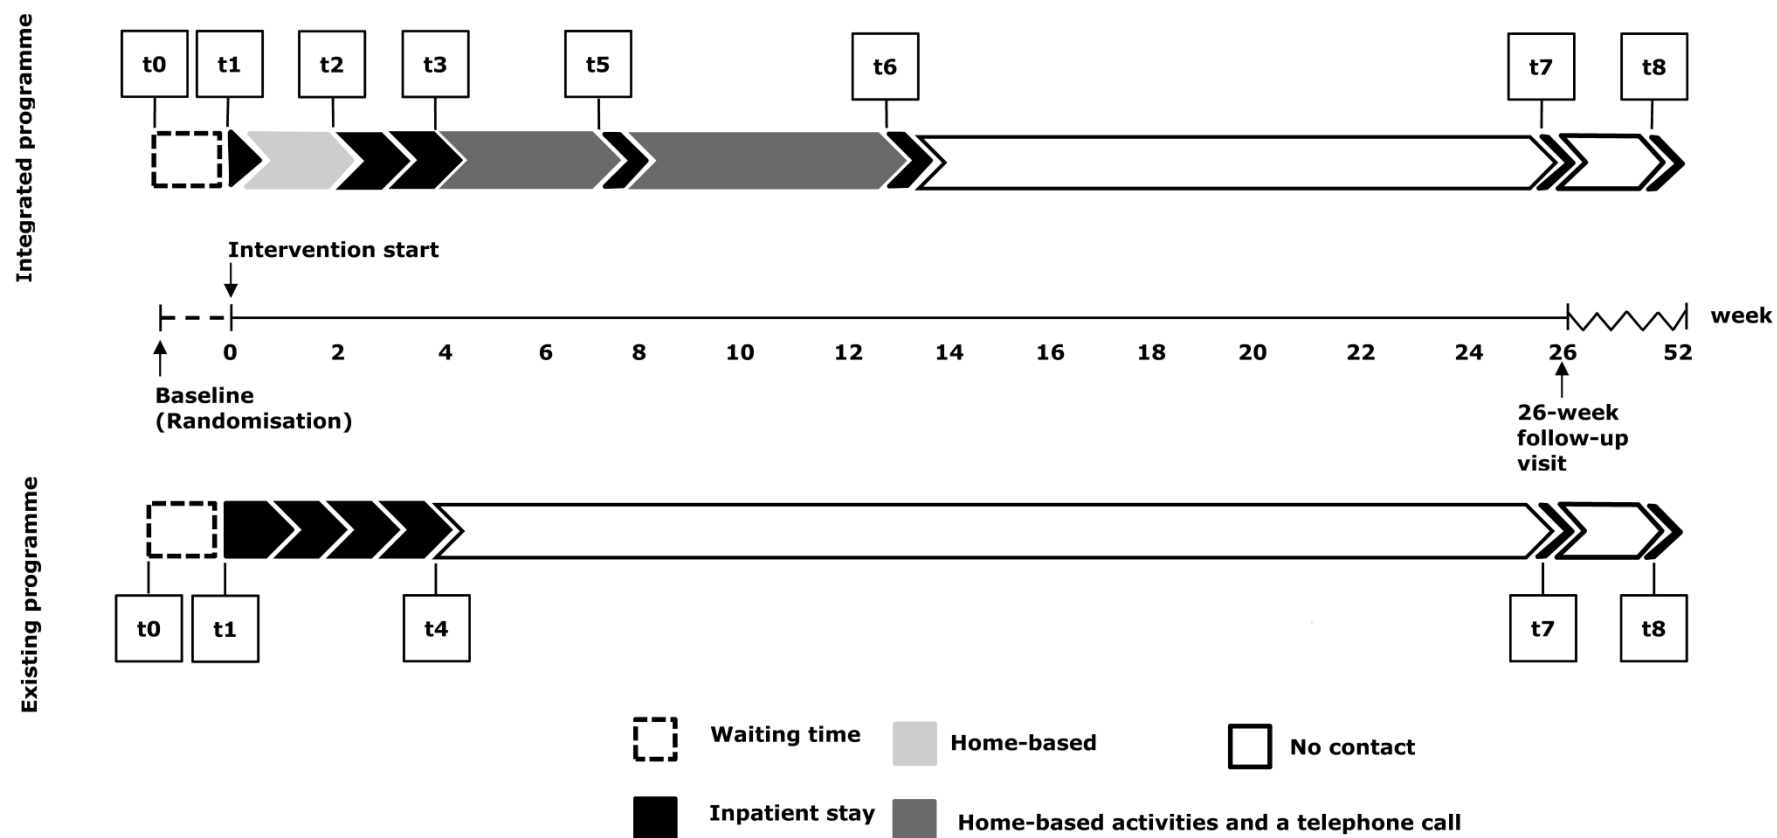 Integrated programme
t0
t1
t2
t3
t5
t6
t7
t8
Intervention start
week
0
2
4
6
8
10
12
14
16
18
20
22
24
26
52
Baseline
(Randomisation)
26-week
follow-up
visit
Existing programme
t0
t1
t4
t7
t8
Waiting time
Home-based
No contact
Inpatient stay
Home-based activities and a telephone call